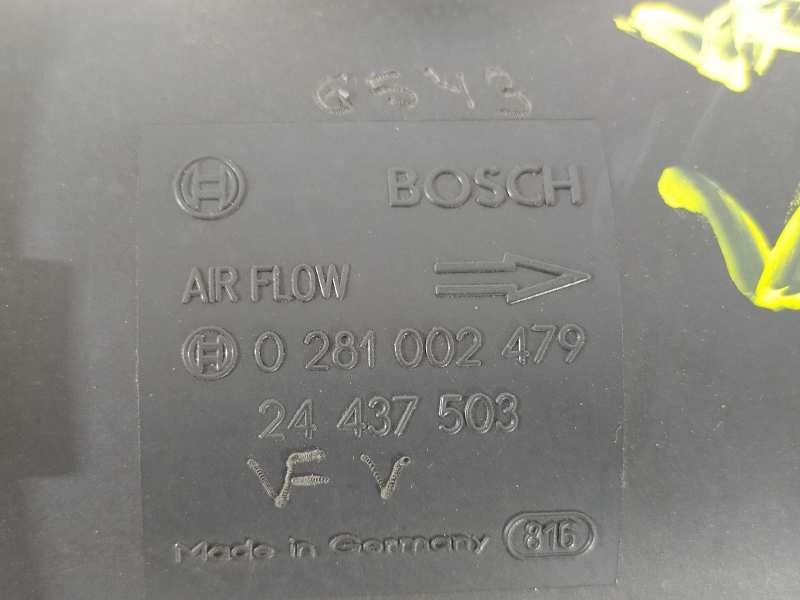 6543
BOSCH
AIR FLOW
0 281 002 479
24 437 503
VF V
Made in Germany 816